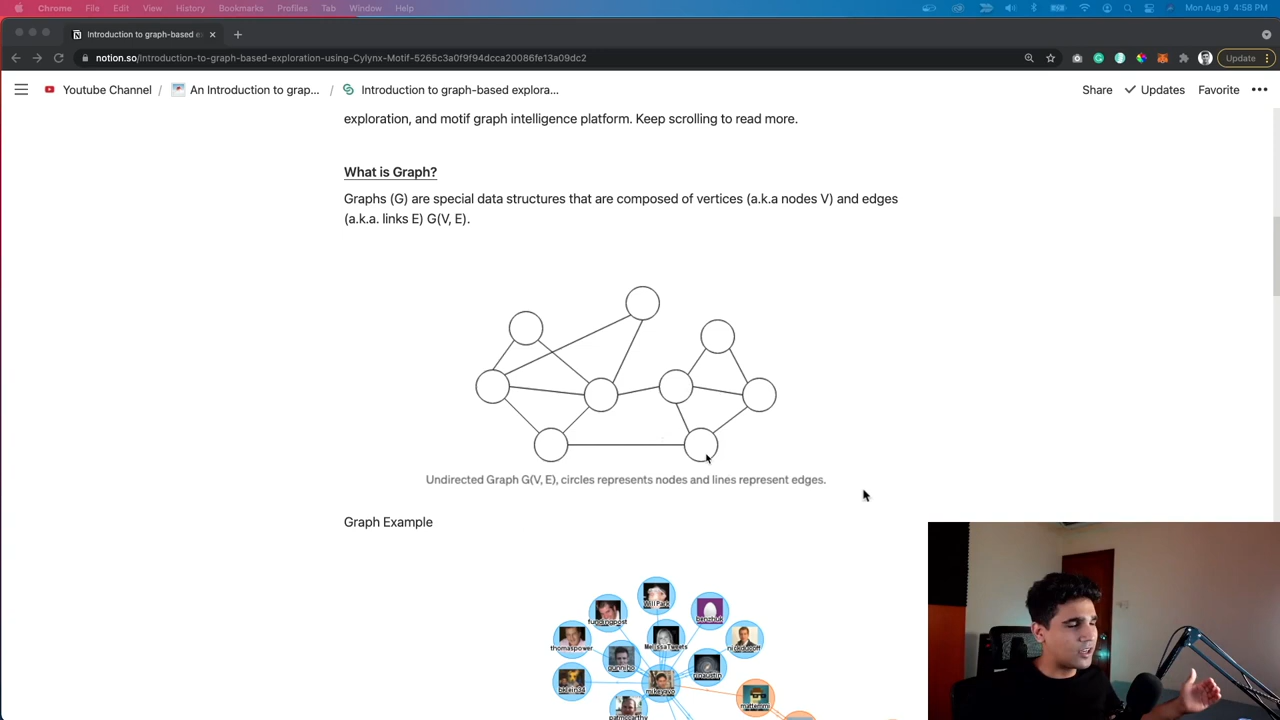 Chrome File Edit View History Bookmarks Profiles Tab Window Help Mon Aug 9 4:58 PM
Introduction to graph-based e
notion.so/Introduction-to-graph-based-exploration-using-Cylynx-Motif-5265c3a0f9f94dcca20086fe13a09dc2 Update
Youtube Channel / An Introduction to grap... / Introduction to graph-based explora... Share Updates Favorite
exploration, and motif graph intelligence platform. Keep scrolling to read more.
What is Graph?
Graphs (G) are special data structures that are composed of vertices (a.k.a nodes V) and edges
(a.k.a. links E) G(V, E).
Undirected Graph G(V, E), circles represents nodes and lines represent edges.
Graph Example
fundingpost
thomaspower
MelissaTweets
patmccarthy